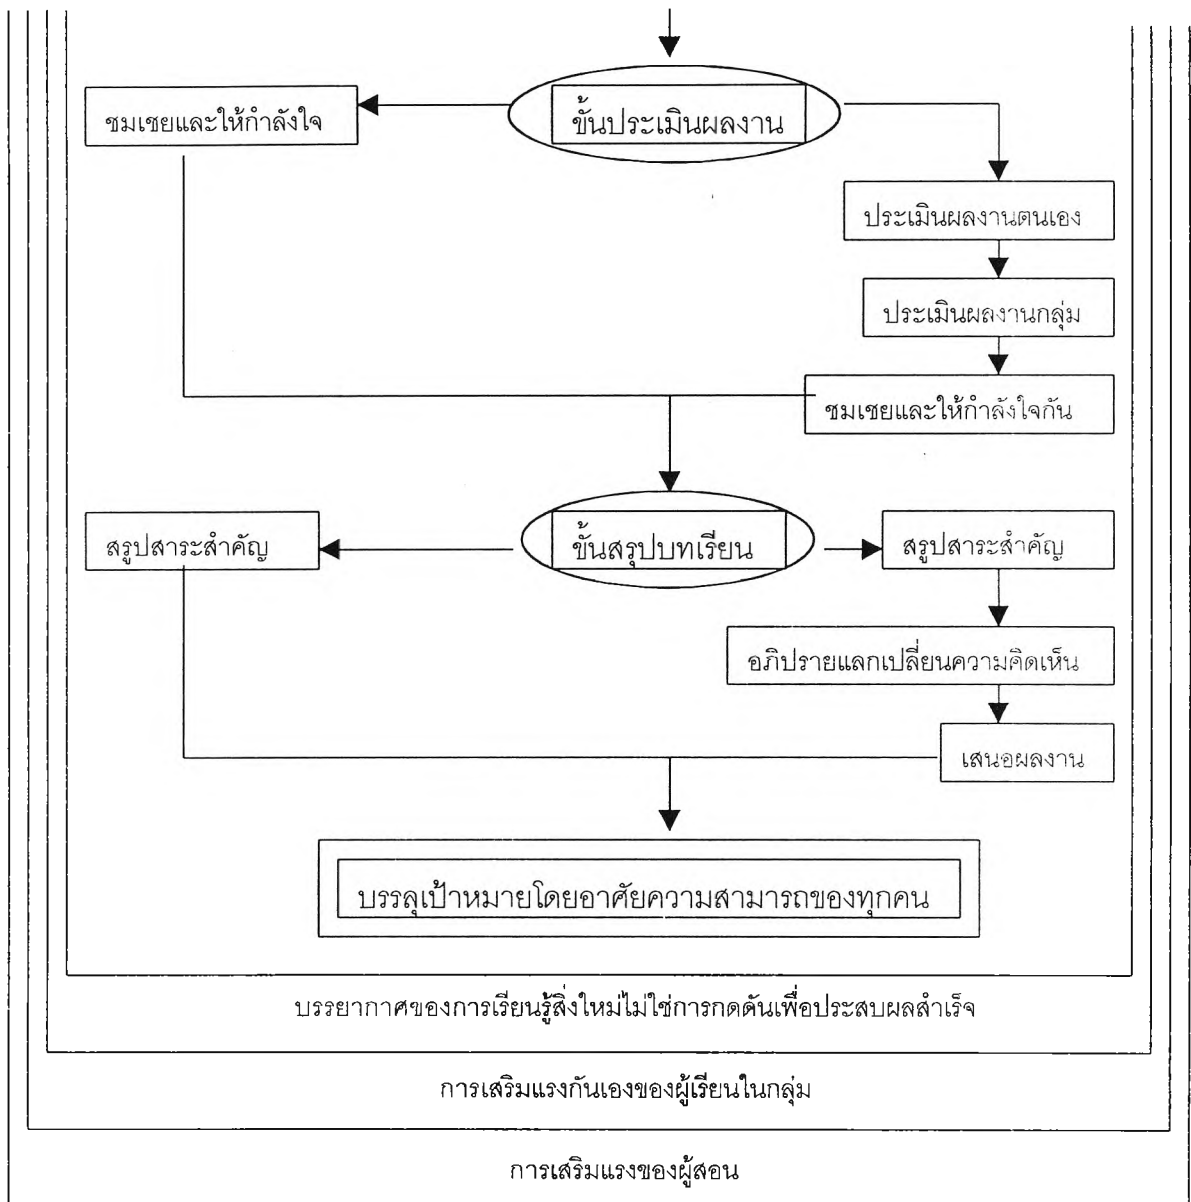 ขั้นประเมินผลงาน
ชมเชยและให้กำลังใจ
ประเมินผลงานตนเอง
ประเมินผลงานกลุ่ม
ชมเชยและให้กำลังใจกัน
ขั้นสรุปบทเรียน
สรุปสาระสำคัญ
สรุปสาระสำคัญ
อภิปรายแลกเปลี่ยนความคิดเห็น
เสนอผลงาน
บรรลุเป้าหมายโดยอาศัยความสามารถของทุกคน
บรรยากาศของการเรียนรู้สิ่งใหม่ไม่ใช่การกดดันเพื่อประสบผลสำเร็จ
การเสริมแรงกันเองของผู้เรียนในกลุ่ม
การเสริมแรงของผู้สอน